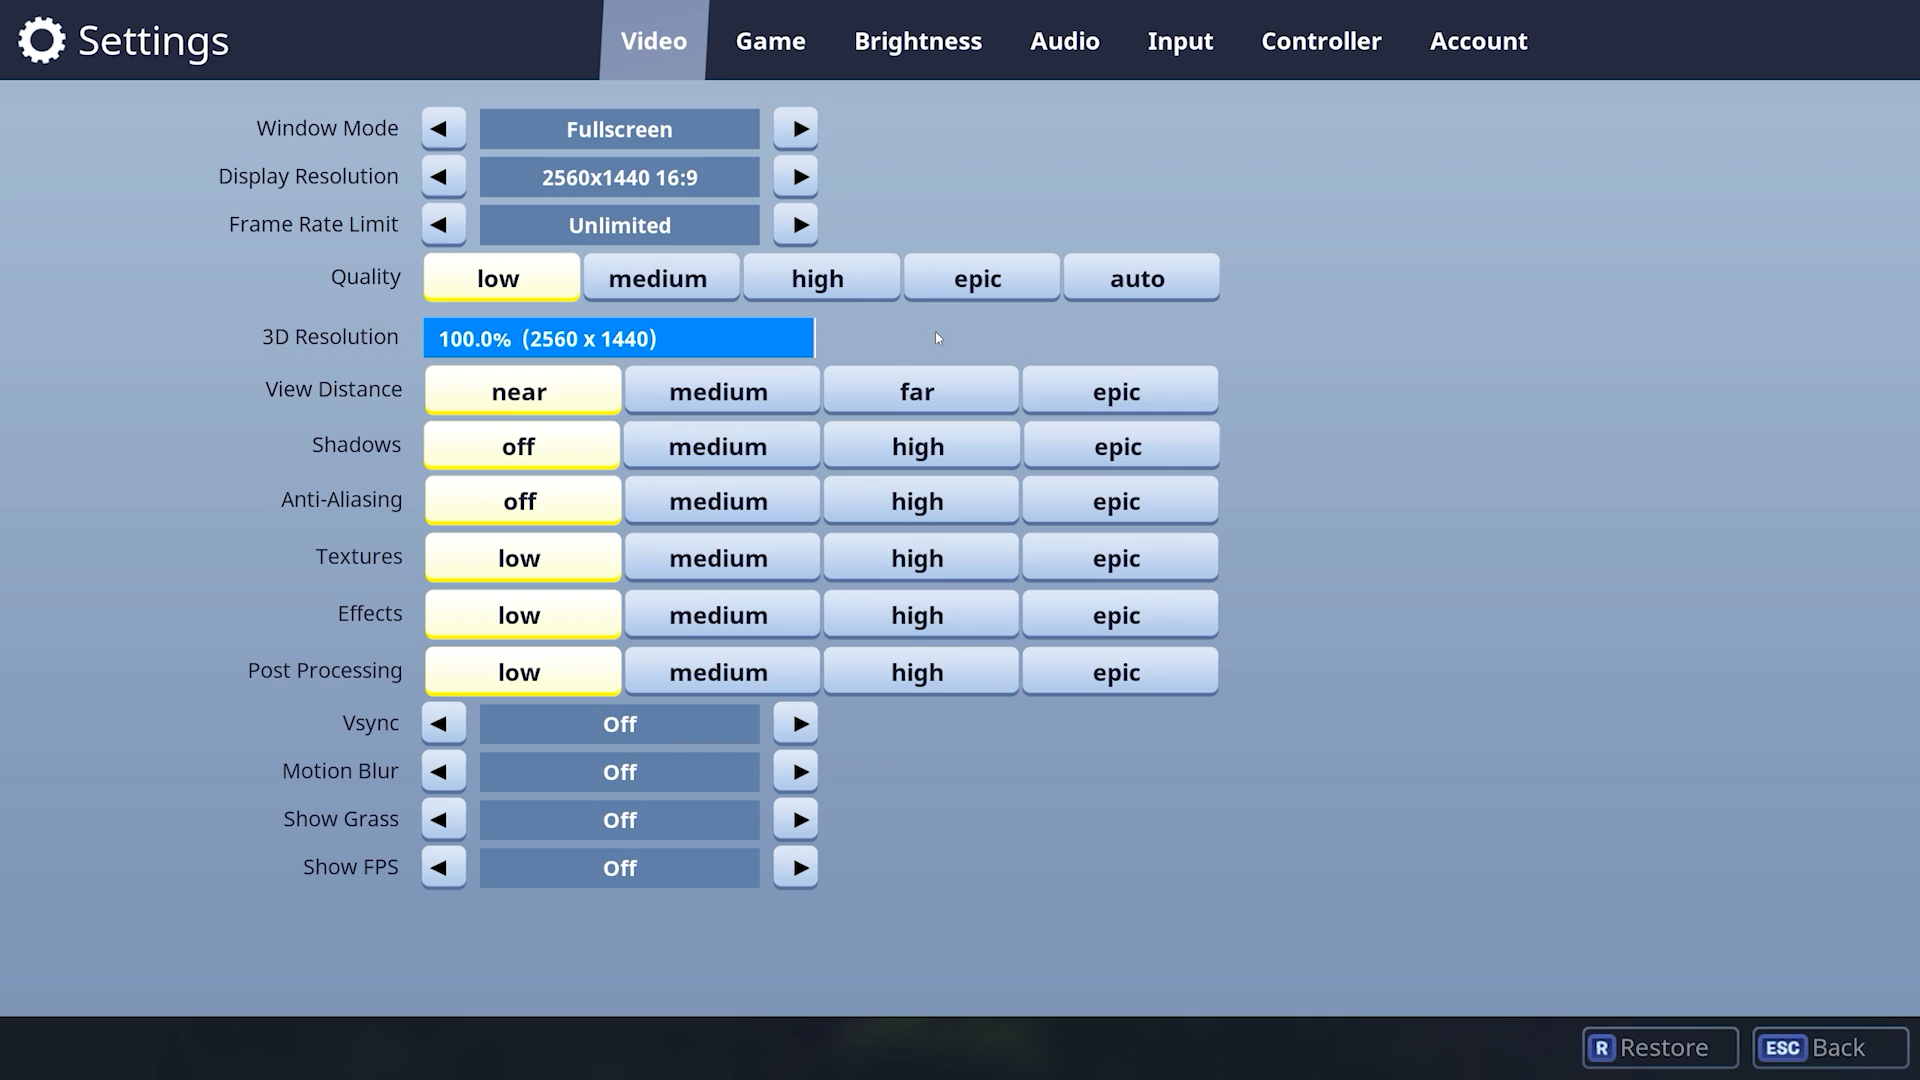 Settings
Video Game Brightness Audio Input Controller Account
Window Mode Fullscreen
Display Resolution 2560x1440 16:9
Frame Rate Limit Unlimited
Quality low medium high epic auto
3D Resolution 100.0% (2560 x 1440)
View Distance near medium far epic
Shadows off medium high epic
Anti-Aliasing off medium high epic
Textures low medium high epic
Effects low medium high epic
Post Processing low medium high epic
Vsync Off
Motion Blur Off
Show Grass Off
Show FPS Off
R Restore ESC Back